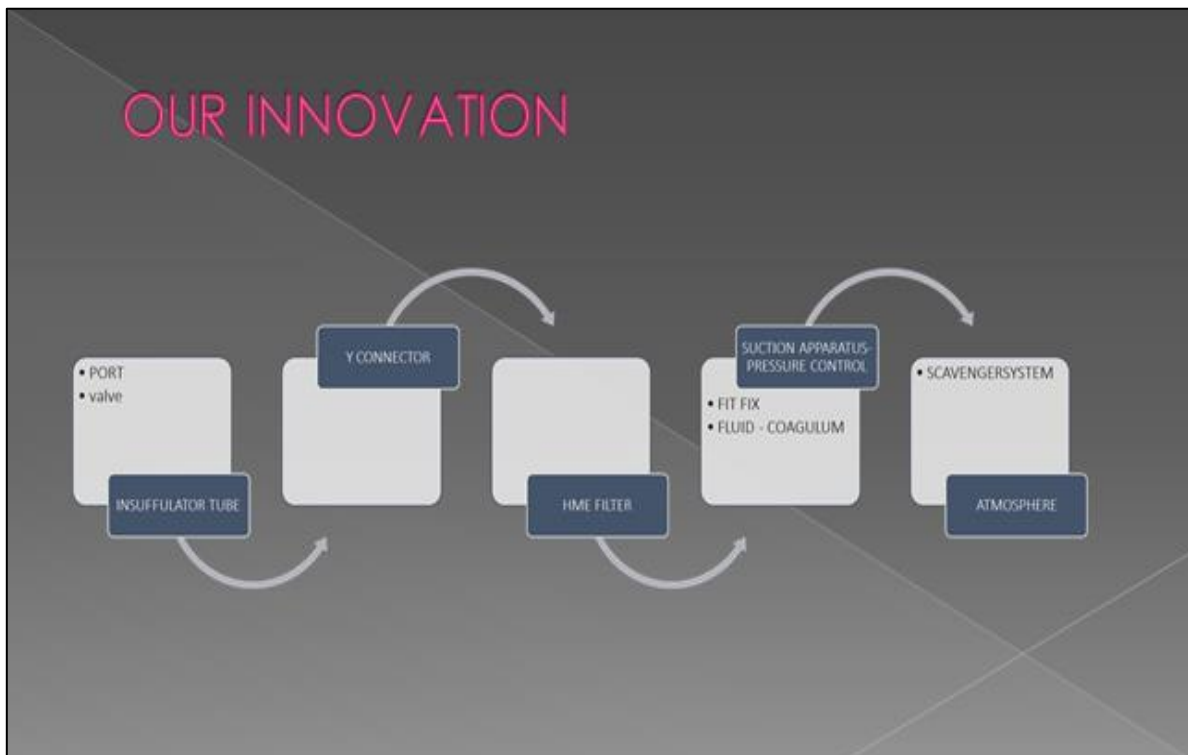 OUR INNOVATION
• PORT
• valve
INSUFFULATOR TUBE
Y CONNECTOR
HME FILTER
SUCTION APPARATUS-
PRESSURE CONTROL
• FIT FIX
• FLUID - COAGULUM
• SCAVENGERSYSTEM
ATMOSPHERE